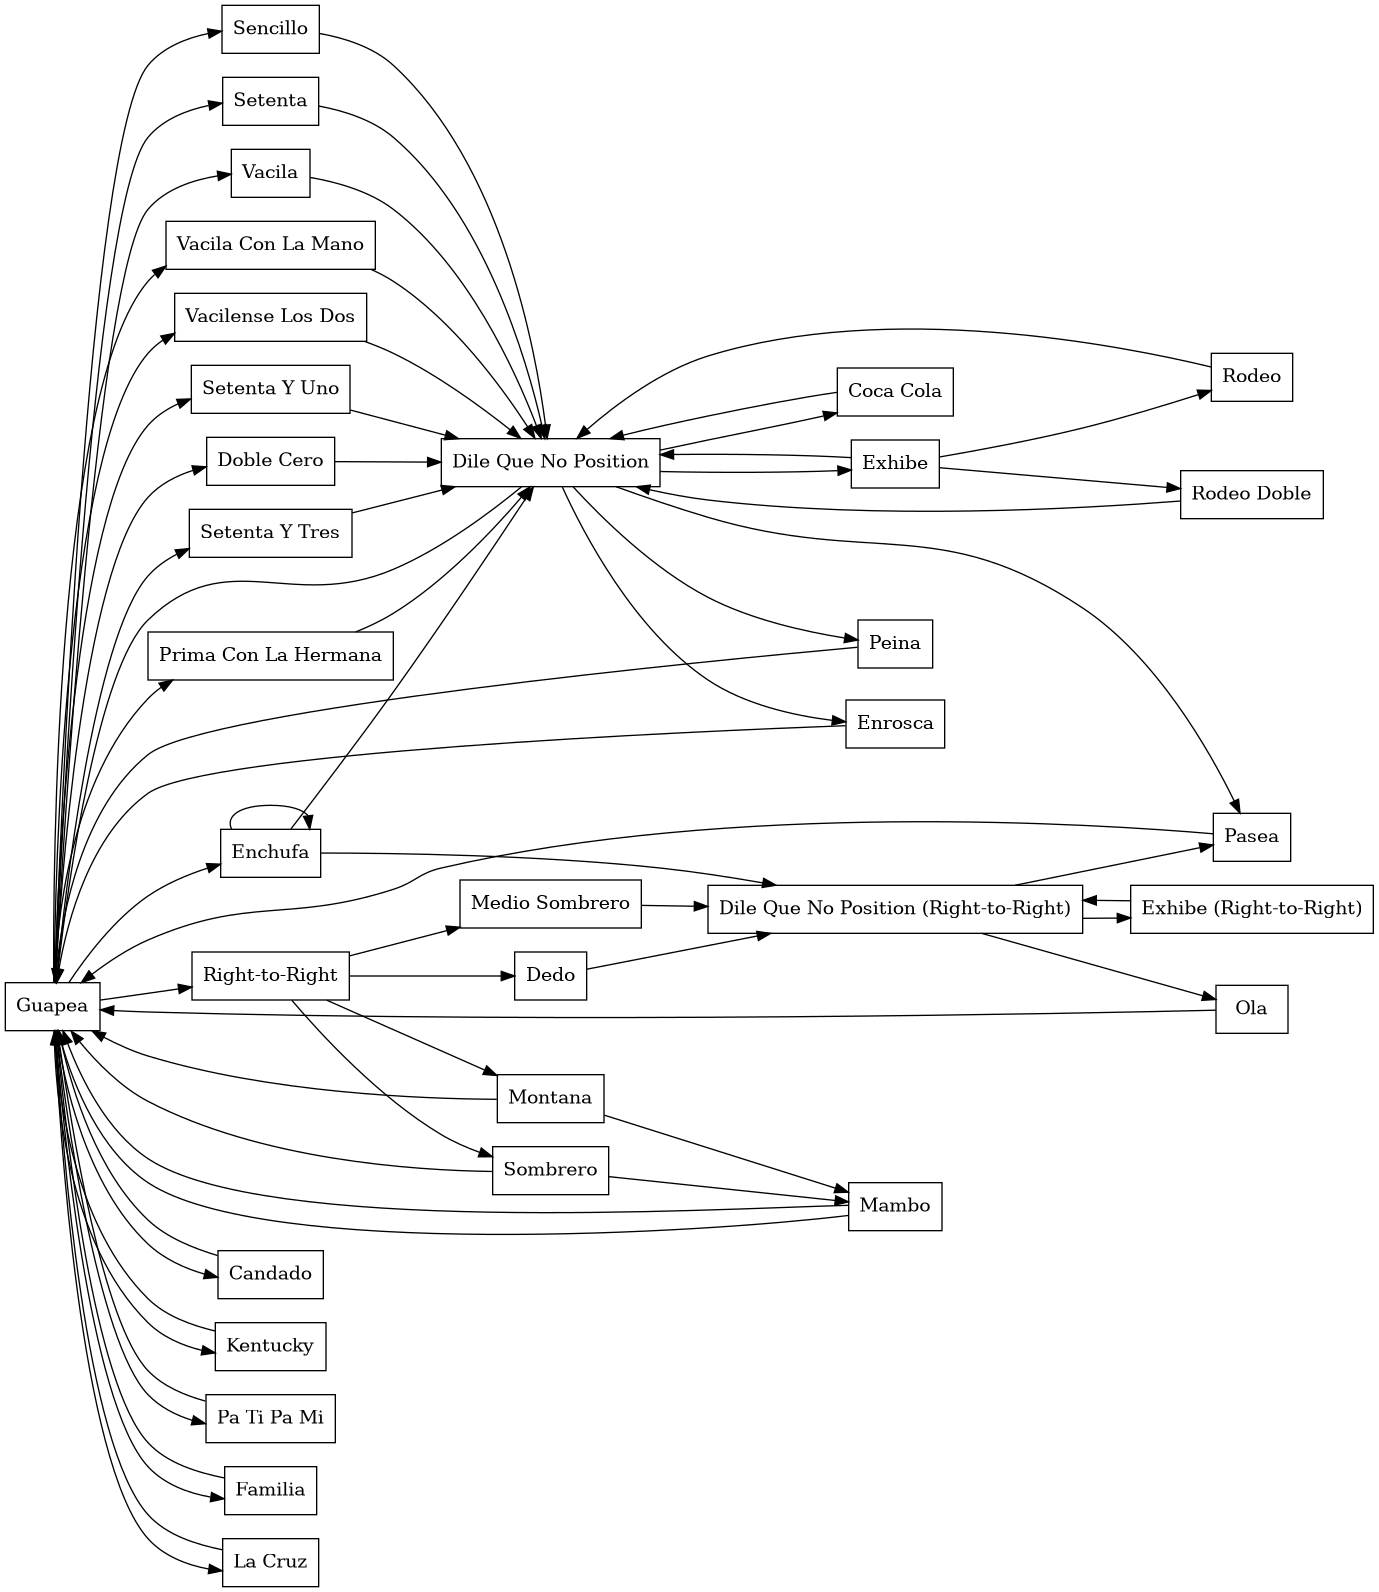 Sencillo
Setenta
Vacila
Vacila Con La Mano
Vacilense Los Dos
Setenta Y Uno
Doble Cero
Setenta Y Tres
Prima Con La Hermana
Enchufa
Right-to-Right
Guapea
Candado
Kentucky
Pa Ti Pa Mi
Familia
La Cruz
Dile Que No Position
Medio Sombrero
Dedo
Montana
Sombrero
Coca Cola
Exhibe
Peina
Enrosca
Dile Que No Position (Right-to-Right)
Mambo
Rodeo
Rodeo Doble
Pasea
Exhibe (Right-to-Right)
Ola